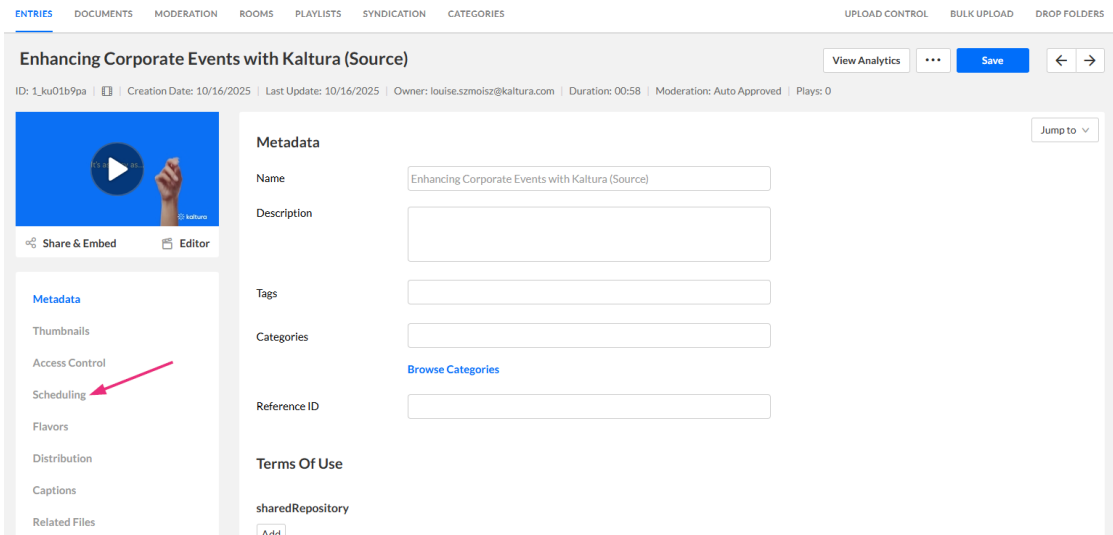 ENTRIES DOCUMENTS MODERATION ROOMS PLAYLISTS SYNDICATION CATEGORIES UPLOAD CONTROL BULK UPLOAD DROP FOLDERS
Enhancing Corporate Events with Kaltura (Source) View Analytics ••• Save
ID: 1_ku01b9pa | Creation Date: 10/16/2025 | Last Update: 10/16/2025 | Owner: louise.szmoisz@kaltura.com | Duration: 00:58 | Moderation: Auto Approved | Plays: 0
It's as as...
kaltura
Share & Embed Editor
Metadata
Thumbnails
Access Control
Scheduling
Flavors
Distribution
Captions
Related Files
Jump to
Metadata
Name Enhancing Corporate Events with Kaltura (Source)
Description
Tags
Categories
Browse Categories
Reference ID
Terms Of Use
sharedRepository
Add